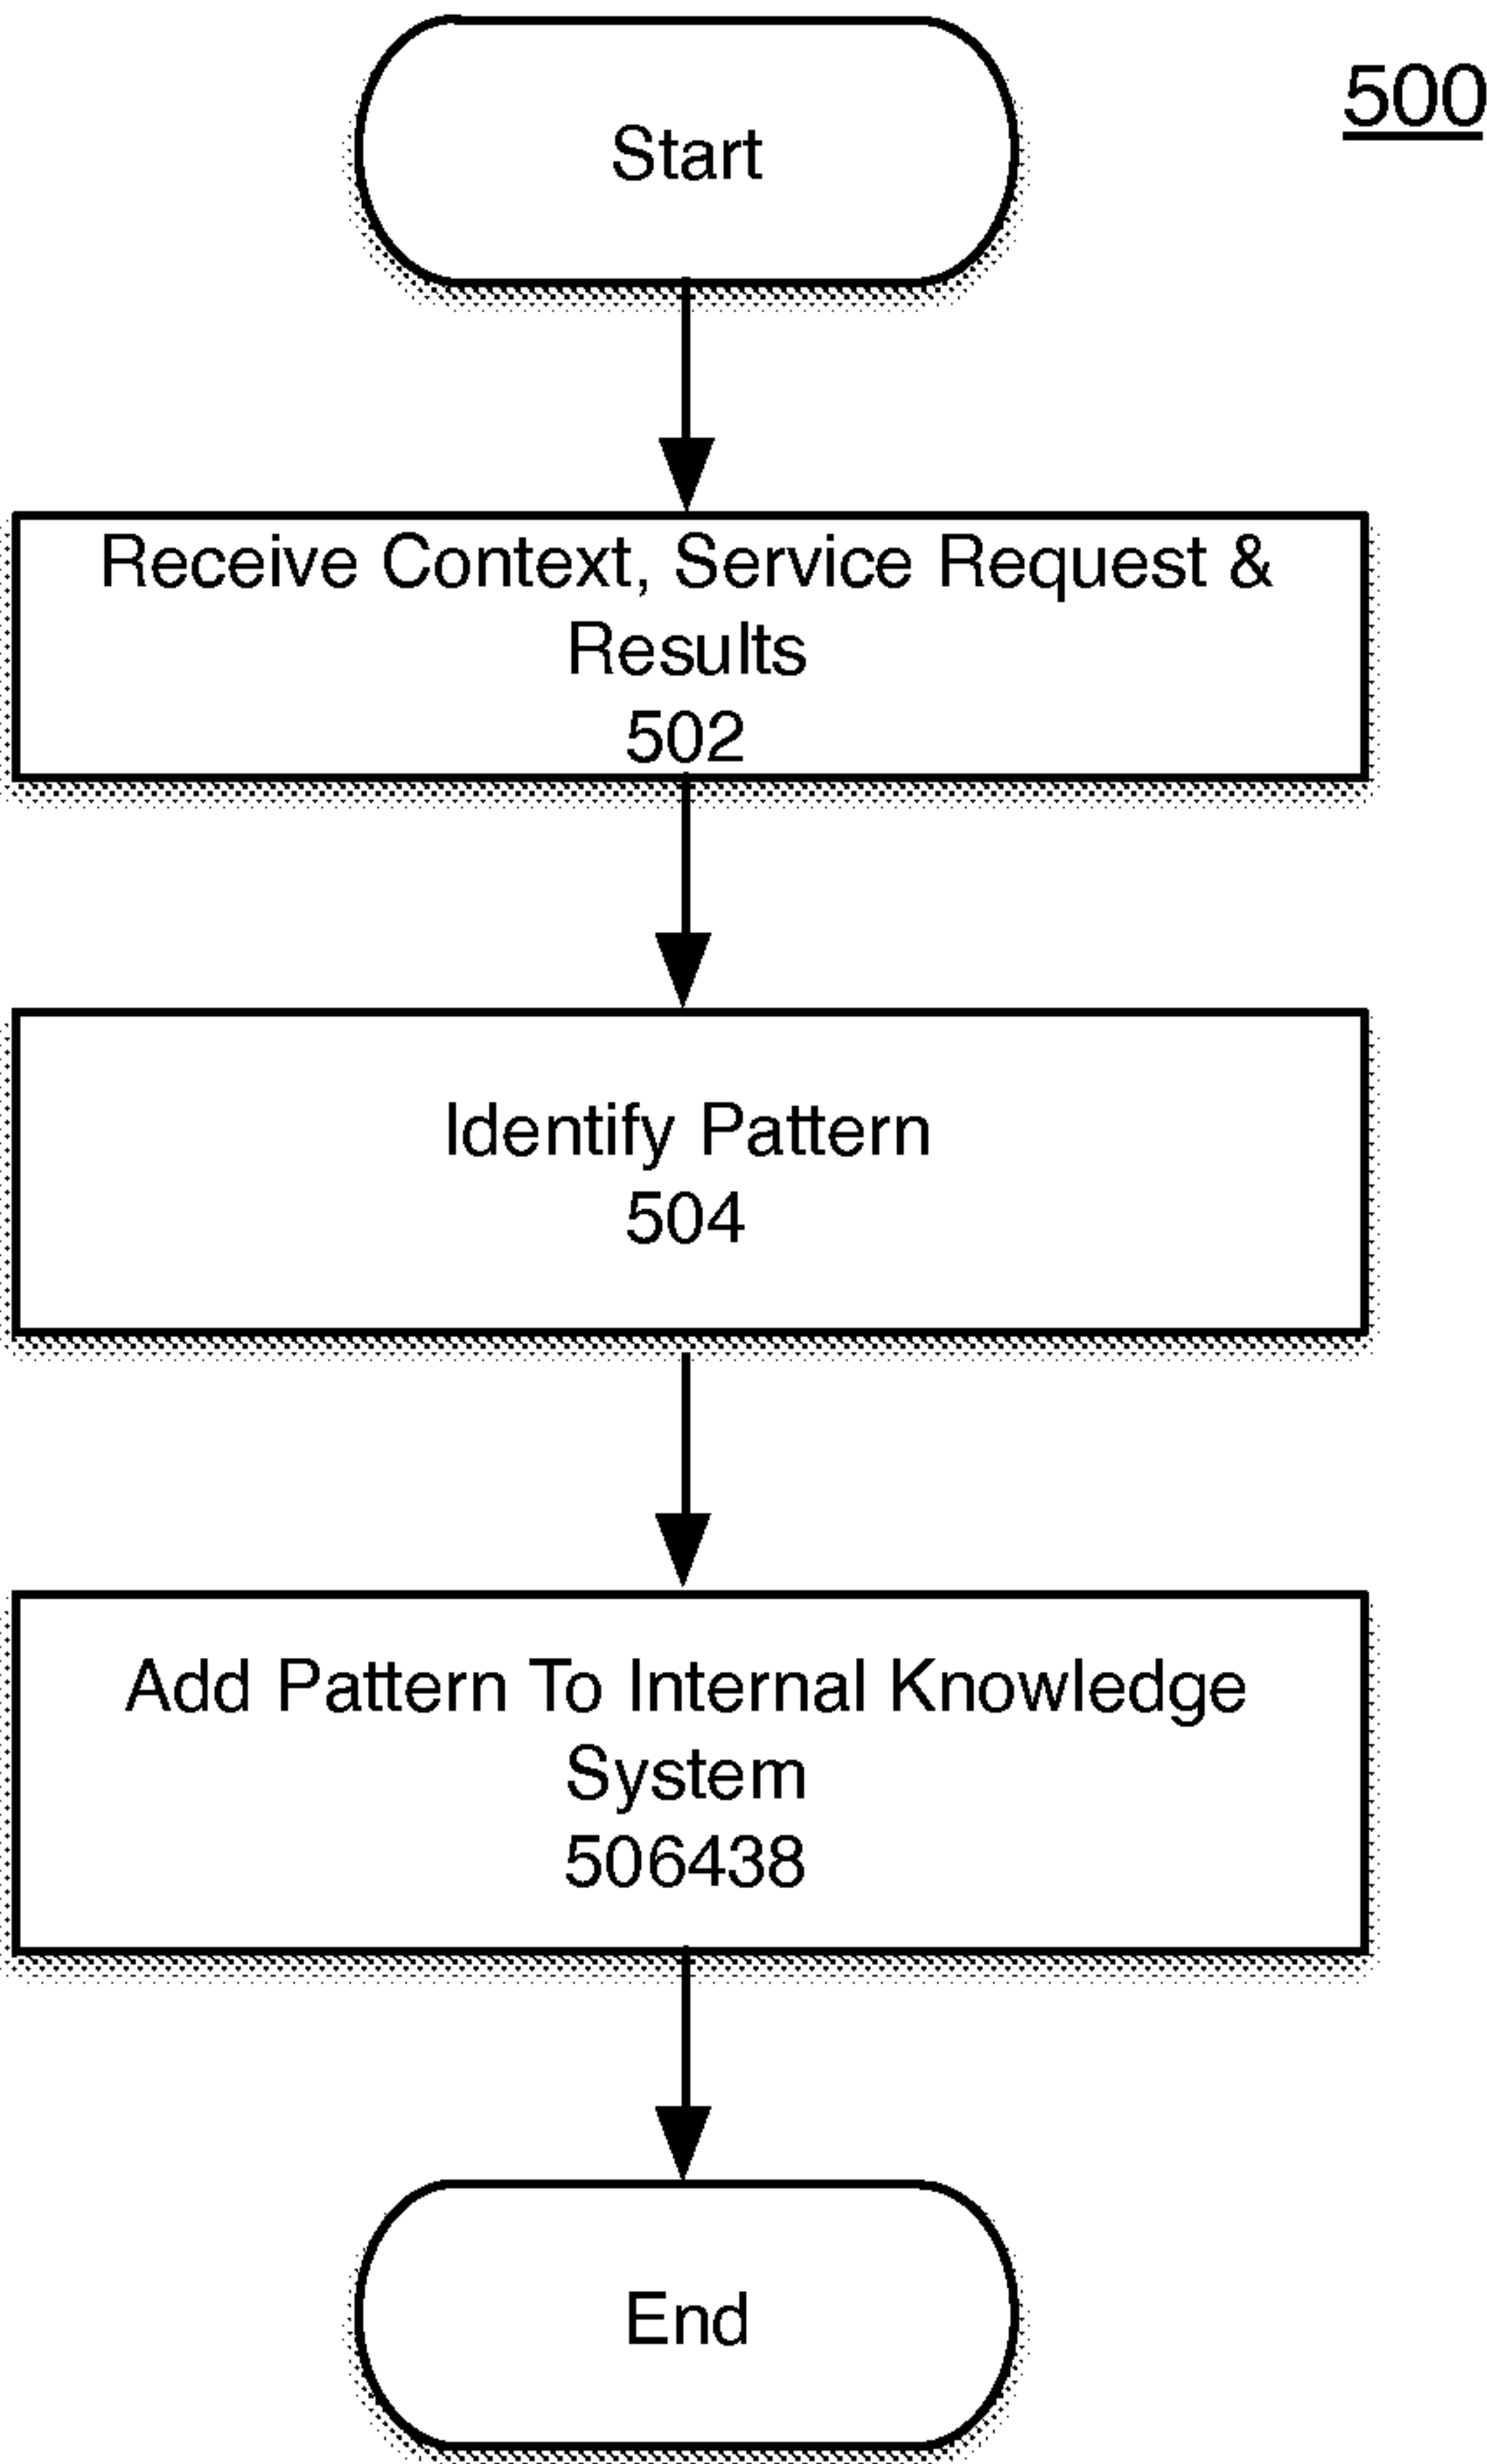 Start
500
Receive Context, Service Request &
Results
502
Identify Pattern
504
Add Pattern To Internal Knowledge
System
506438
End